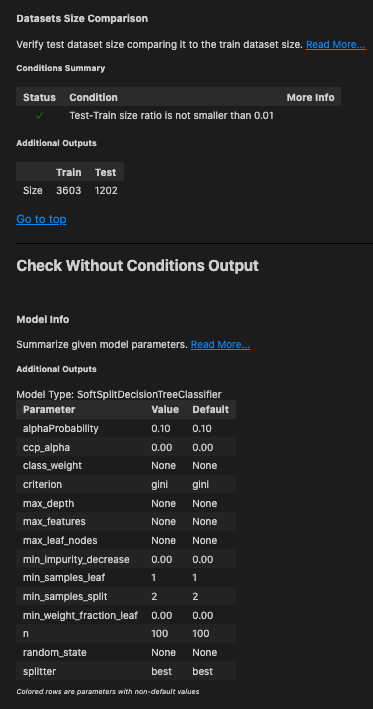 Datasets Size Comparison
Verify test dataset size comparing it to the train dataset size. Read More...
Conditions Summary
Status Condition More Info
✓ Test-Train size ratio is not smaller than 0.01
Additional Outputs
Train Test
Size 3603 1202
Go to top
Check Without Conditions Output
Model Info
Summarize given model parameters. Read More...
Additional Outputs
Model Type: SoftSplitDecisionTreeClassifier
Parameter Value Default
alphaProbability 0.10 0.10
ccp_alpha 0.00 0.00
class_weight None None
criterion gini gini
max_depth None None
max_features None None
max_leaf_nodes None None
min_impurity_decrease 0.00 0.00
min_samples_leaf 1 1
min_samples_split 2 2
min_weight_fraction_leaf 0.00 0.00
n 100 100
random_state None None
splitter best best
Colored rows are parameters with non-default values